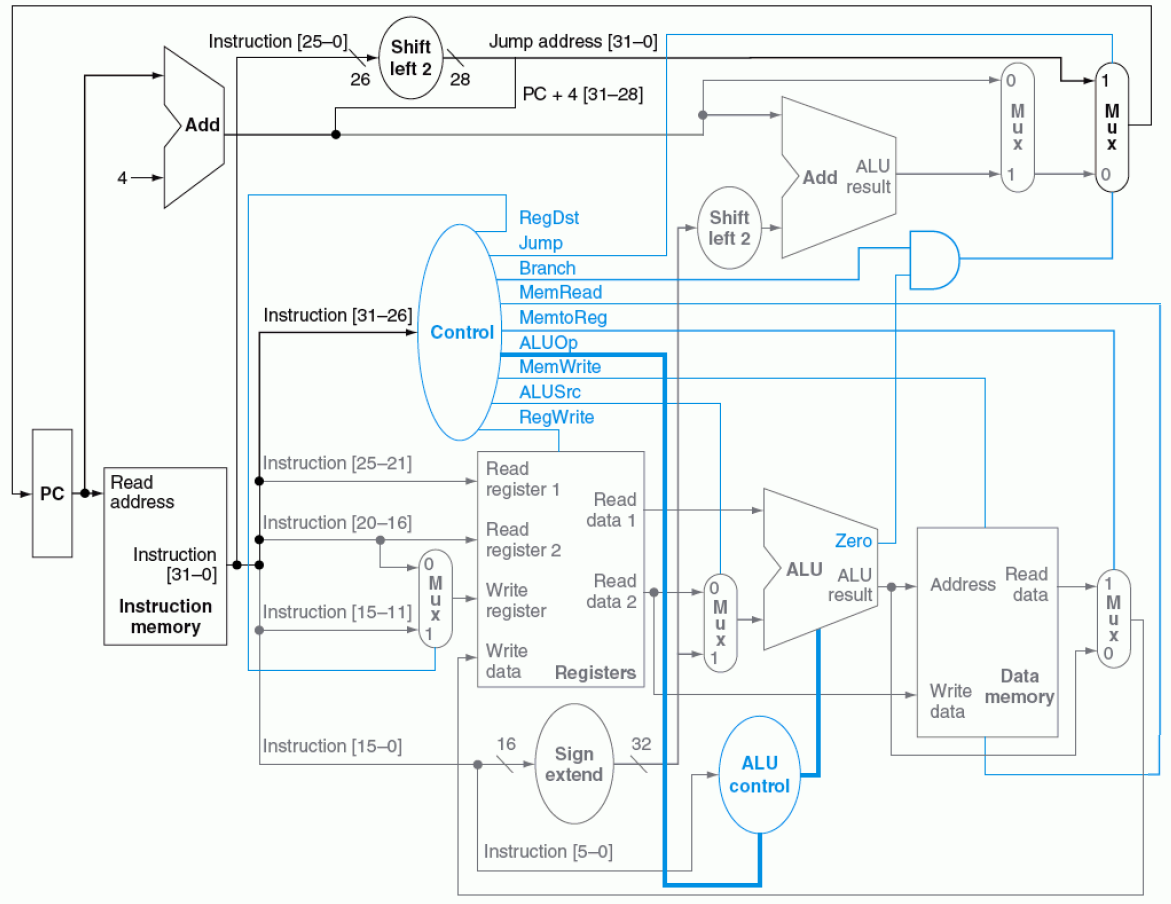 Instruction [25–0]
26
Shift
left 2
28
Jump address [31–0]
PC + 4 [31–28]
Add
4
0
M
u
x
1
1
M
u
x
0
Add
ALU
result
Shift
left 2
RegDst
Jump
Branch
MemRead
MemtoReg
ALUOp
MemWrite
ALUSrc
RegWrite
Control
Instruction [31–26]
PC
Read
address
Instruction
[31–0]
Instruction
memory
Instruction [25–21]
Instruction [20–16]
Instruction [15–11]
0
M
u
x
1
Read
register 1
Read
register 2
Write
register
Write
data
Read
data 1
Read
data 2
Registers
0
M
u
x
1
Zero
ALU
ALU
result
Address
Read
data
Write
data
Data
memory
1
M
u
x
0
Instruction [15–0]
16
Sign
extend
32
ALU
control
Instruction [5–0]